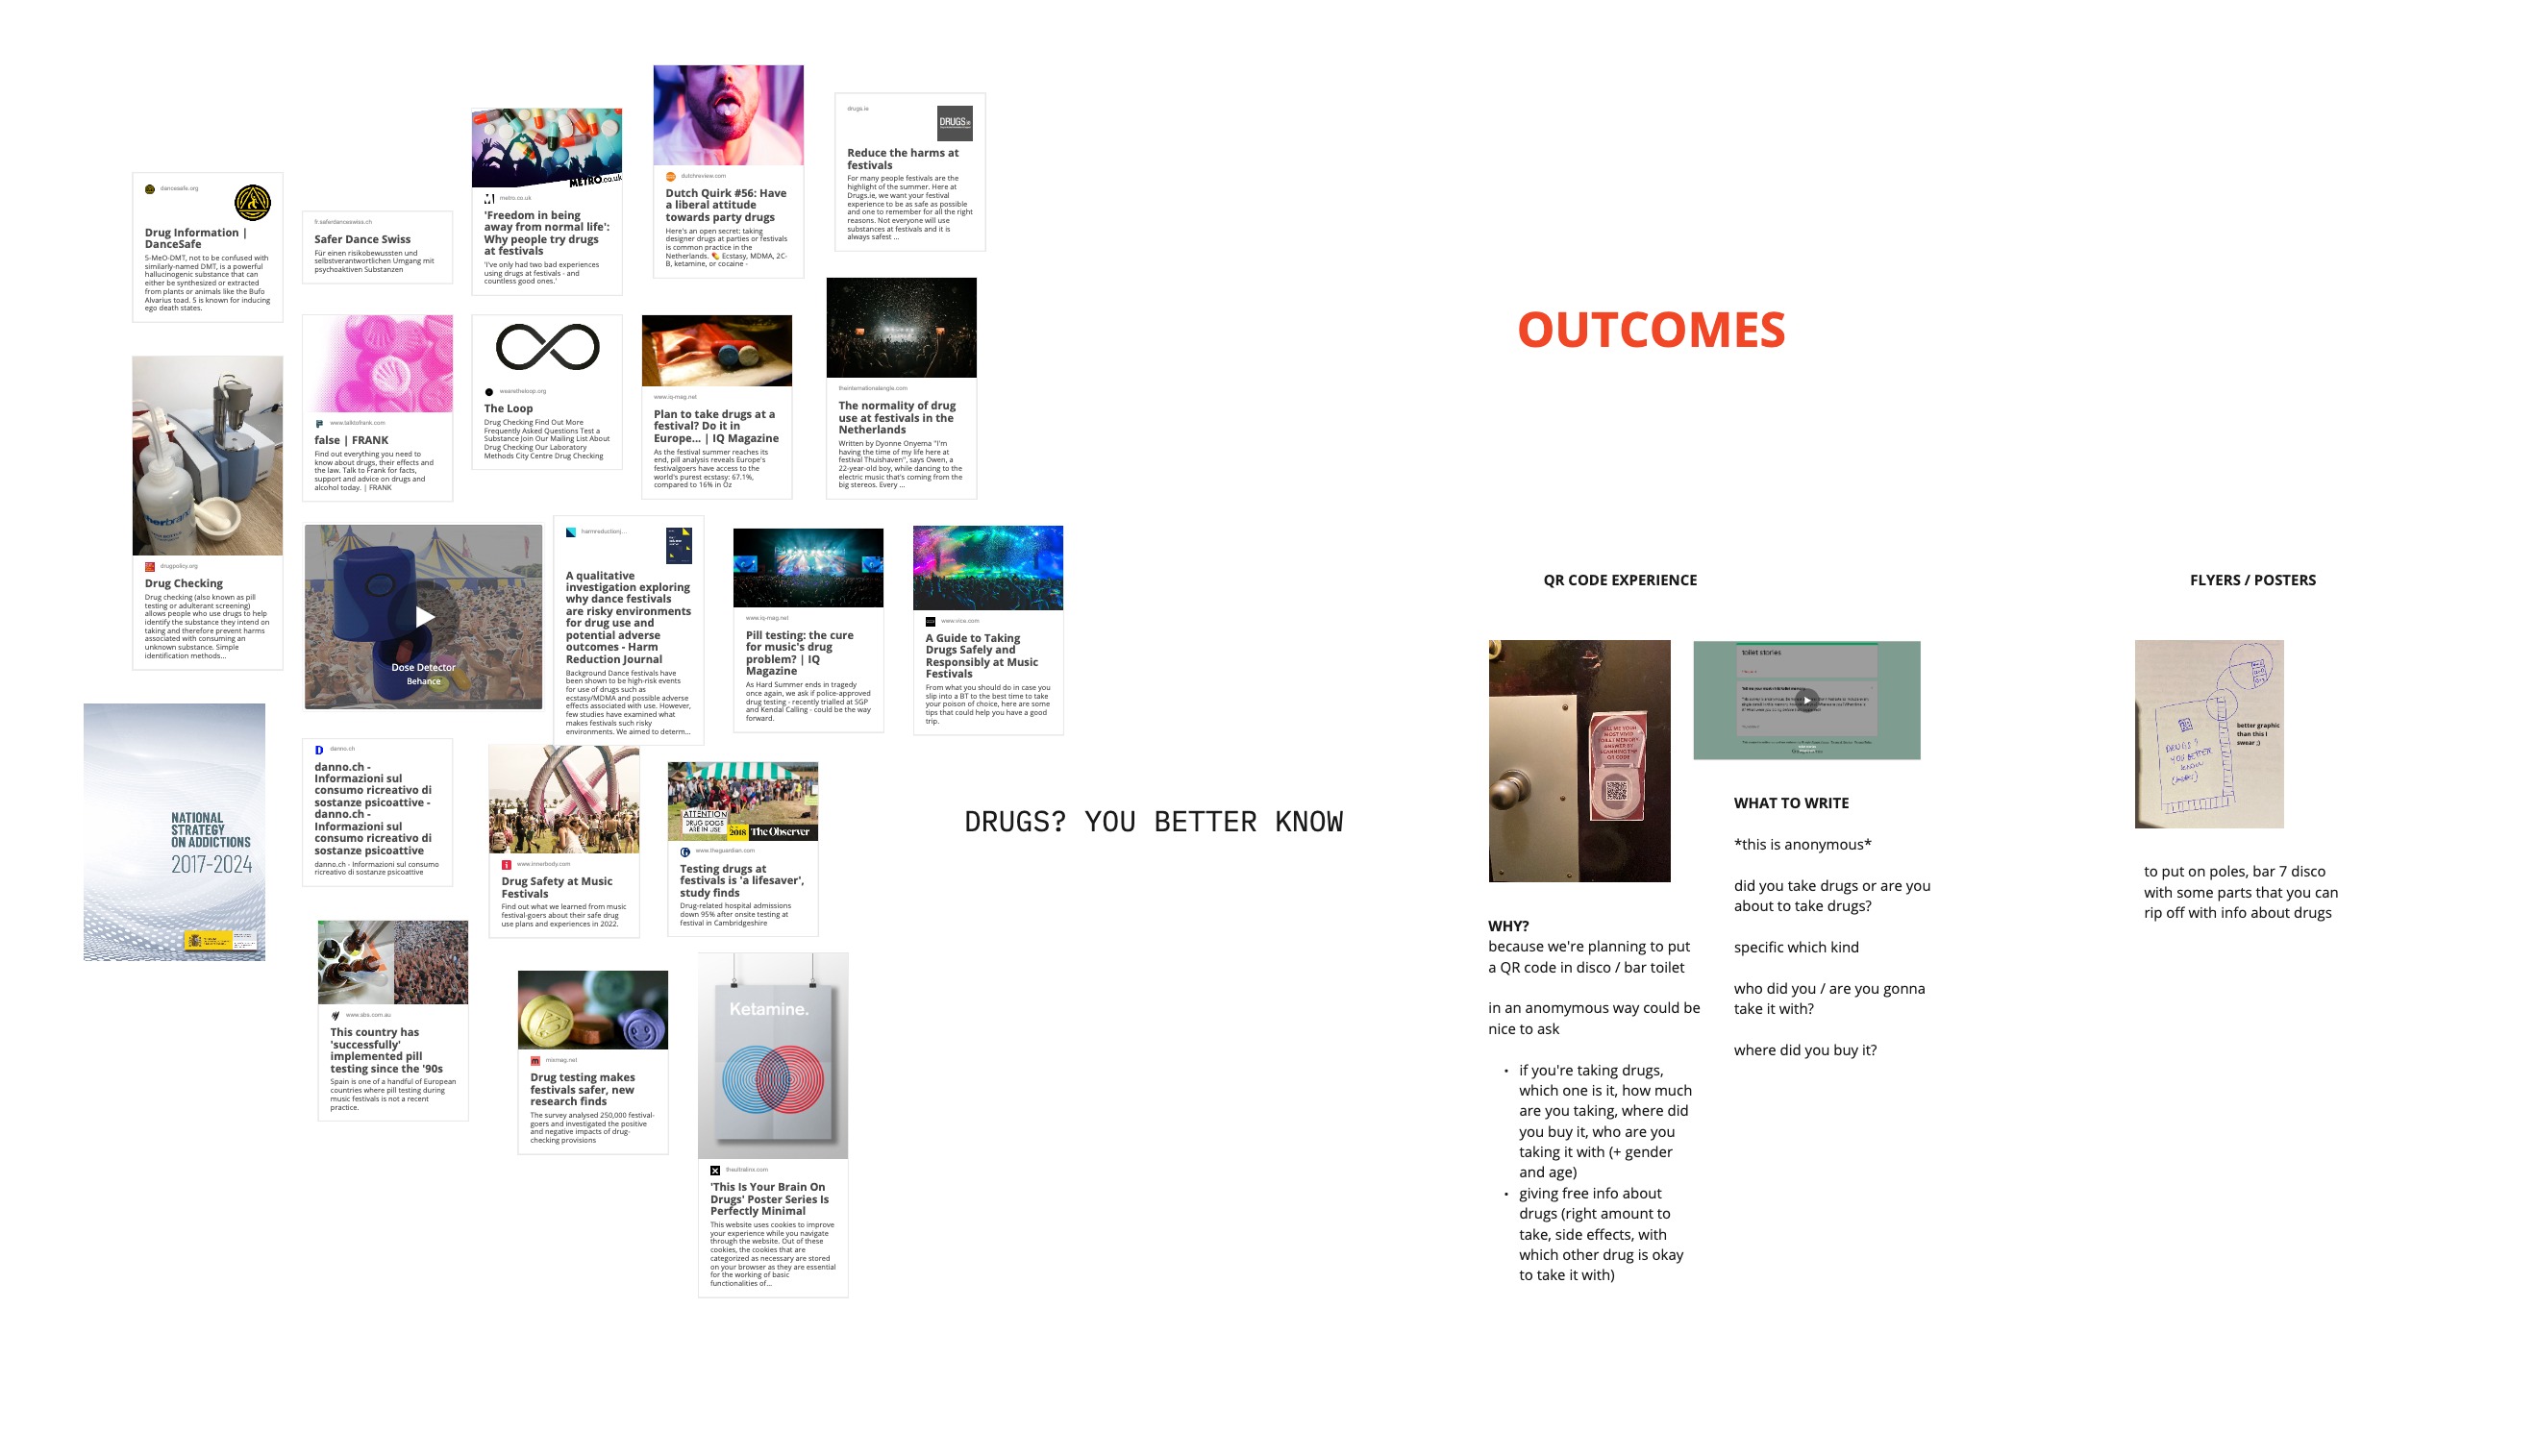 dancesafe.org
Drug Information |
DanceSafe
5-MeO-DMT, not to be confused with
similarly-named DMT, is a powerful
hallucinogenic substance that can
either be synthesized or extracted
from plants or animals like the Bufo
Alvarius toad. 5 is known for inducing
ego death states.
fr.saferdanceswiss.ch
Safer Dance Swiss
Für einen risikobewussten und
selbstverantwortlichen Umgang mit
psychoaktiven Substanzen
METRO.co.uk
metro.co.uk
'Freedom in being
away from normal life':
Why people try drugs
at festivals
'I've only had two bad experiences
using drugs at festivals - and
countless good ones.'
dutchreview.com
Dutch Quirk #56: Have
a liberal attitude
towards party drugs
Here's an open secret: taking
designer drugs at parties or festivals
is common practice in the
Netherlands. 💊 Ecstasy, MDMA, 2C-
B, ketamine, or cocaine -
drugs.ie
DRUGS.ie
Reduce the harms at
festivals
For many people festivals are the
highlight of the summer. Here at
Drugs.ie, we want your festival
experience to be as safe as possible
and one to remember for all the right
reasons. Not everyone will use
substances at festivals and it is
always safest ...
drugpolicy.org
Drug Checking
Drug checking (also known as pill
testing or adulterant screening)
allows people who use drugs to help
identify the substance they intend on
taking and therefore prevent harms
associated with consuming an
unknown substance. Simple
identification methods...
www.talktofrank.com
false | FRANK
Find out everything you need to
know about drugs, their effects and
the law. Talk to Frank for facts,
support and advice on drugs and
alcohol today. | FRANK
wearetheloop.org
The Loop
Drug Checking Find Out More
Frequently Asked Questions Test a
Substance Join Our Mailing List About
Drug Checking Our Laboratory
Methods City Centre Drug Checking
www.iq-mag.net
Plan to take drugs at a
festival? Do it in
Europe... | IQ Magazine
As the festival summer reaches its
end, pill analysis reveals Europe's
festivalgoers have access to the
world's purest ecstasy: 67.1%,
compared to 16% in Oz
theinternationalangle.com
The normality of drug
use at festivals in the
Netherlands
Written by Dyonne Onyema "I'm
having the time of my life here at
festival Thuishaven", says Owen, a
22-year-old boy, while dancing to the
electric music that's coming from the
big stereos. Every ...
Dose Detector
Behance
harmreductionj...
A qualitative
investigation exploring
why dance festivals
are risky environments
for drug use and
potential adverse
outcomes - Harm
Reduction Journal
Background Dance festivals have
been shown to be high-risk events
for use of drugs such as
ecstasy/MDMA and possible adverse
effects associated with use. However,
few studies have examined what
makes festivals such risky
environments. We aimed to determ...
www.iq-mag.net
Pill testing: the cure
for music's drug
problem? | IQ
Magazine
As Hard Summer ends in tragedy
once again, we ask if police-approved
drug testing - recently trialled at SGP
and Kendal Calling - could be the way
forward.
www.vice.com
A Guide to Taking
Drugs Safely and
Responsibly at Music
Festivals
From what you should do in case you
slip into a BT to the best time to take
your poison of choice, here are some
tips that could help you have a good
trip.
NATIONAL
STRATEGY
ON ADDICTIONS
2017-2024
danno.ch
danno.ch -
Informazioni sul
consumo ricreativo di
sostanze psicoattive -
danno.ch -
Informazioni sul
consumo ricreativo di
sostanze psicoattive
danno.ch - Informazioni sul consumo
ricreativo di sostanze psicoattive
www.innerbody.com
Drug Safety at Music
Festivals
Find out what we learned from music
festival-goers about their safe drug
use plans and experiences in 2022.
ATTENTION
DRUG DOGS
ARE IN USE
2018 The Observer
www.theguardian.com
Testing drugs at
festivals is 'a lifesaver',
study finds
Drug-related hospital admissions
down 95% after onsite testing at
festival in Cambridgeshire
www.sbs.com.au
This country has
'successfully'
implemented pill
testing since the '90s
Spain is one of a handful of European
countries where pill testing during
music festivals is not a recent
practice.
mixmag.net
Drug testing makes
festivals safer, new
research finds
The survey analysed 250,000 festival-
goers and investigated the positive
and negative impacts of drug-
checking provisions
Ketamine.
theultralinx.com
'This Is Your Brain On
Drugs' Poster Series Is
Perfectly Minimal
This website uses cookies to improve
your experience while you navigate
through the website. Out of these
cookies, the cookies that are
categorized as necessary are stored
on your browser as they are essential
for the working of basic
functionalities of...
DRUGS? YOU BETTER KNOW
OUTCOMES
QR CODE EXPERIENCE
TELL ME YOUR
MOST VIVID
TOILET MEMORY
ANSWER BY
SCANNING THE
QR CODE
toilet stories
WHY?
because we're planning to put
a QR code in disco / bar toilet
in an anomymous way could be
nice to ask
• if you're taking drugs,
which one is it, how much
are you taking, where did
you buy it, who are you
taking it with (+ gender
and age)
• giving free info about
drugs (right amount to
take, side effects, with
which other drug is okay
to take it with)
WHAT TO WRITE
*this is anonymous*
did you take drugs or are you
about to take drugs?
specific which kind
who did you / are you gonna
take it with?
where did you buy it?
FLYERS / POSTERS
DRUGS?
YOU BETTER
KNOW
better graphic
than this I
swear ;)
to put on poles, bar 7 disco
with some parts that you can
rip off with info about drugs